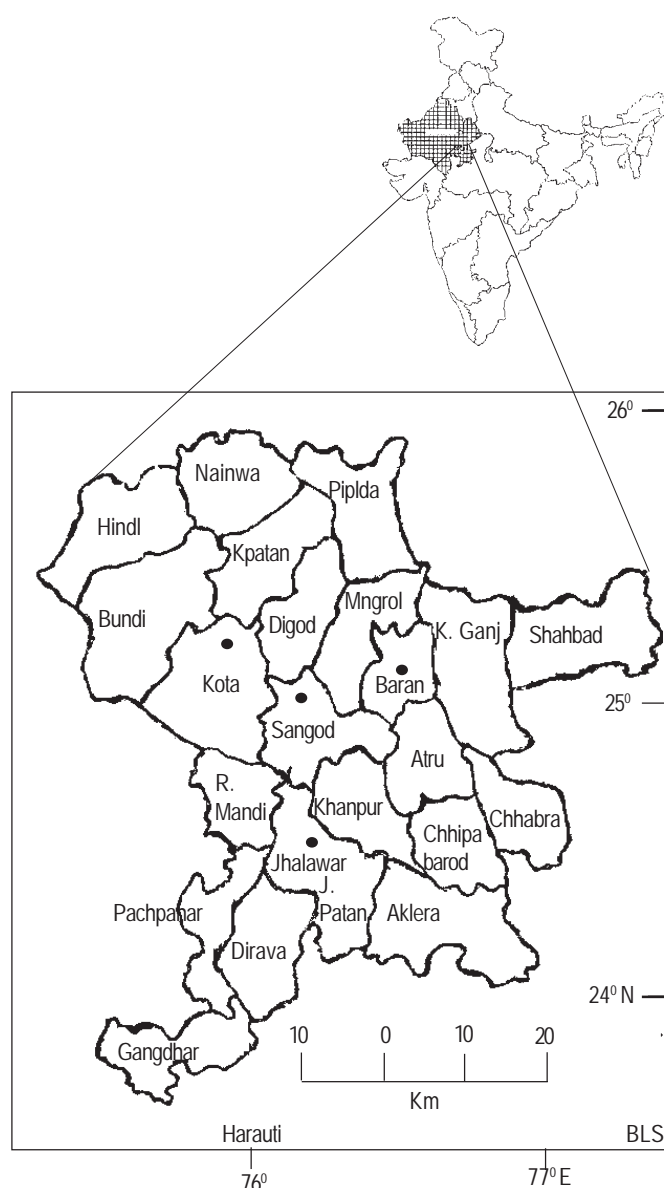 26⁰
Nainwa
Piplda
Hindl
Kpatan
Mngrol
Bundi
Digod
K. Ganj
Shahbad
Kota
Baran
25⁰
Sangod
Atru
R.
Mandi
Khanpur
Chhabra
Chhipa
barod
Jhalawar
J.
Patan
Pachpahar
Aklera
Dirava
24⁰ N
10 0 10 20
Gangdhar
Km
Harauti
BLS
76⁰
77⁰ E